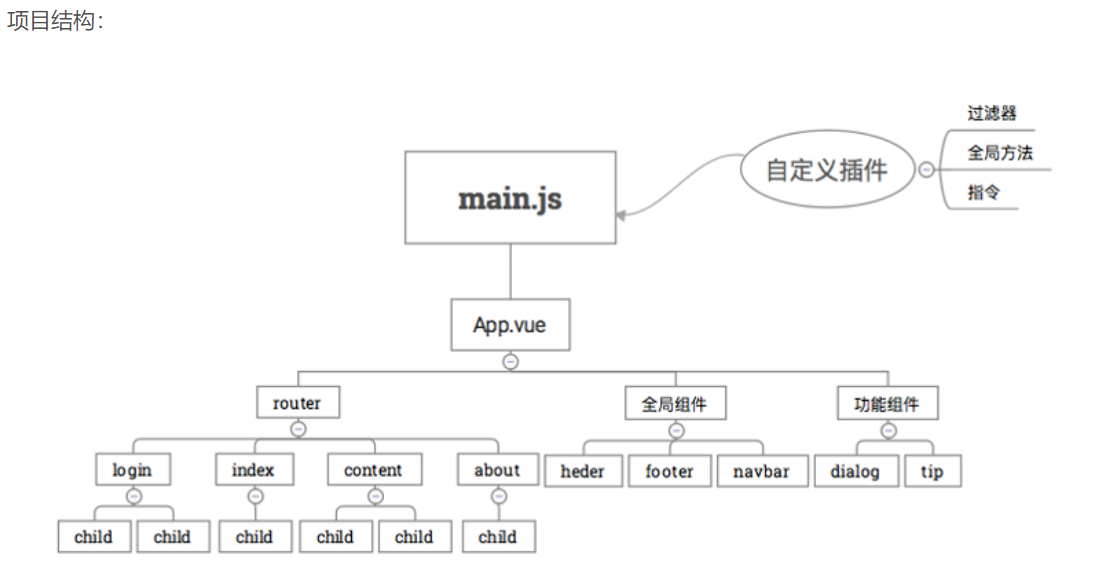 项目结构：
过滤器
全局方法
自定义插件
指令
main.js
App.vue
router 全局组件 功能组件
login index content about heder footer navbar dialog tip
child child child child child child